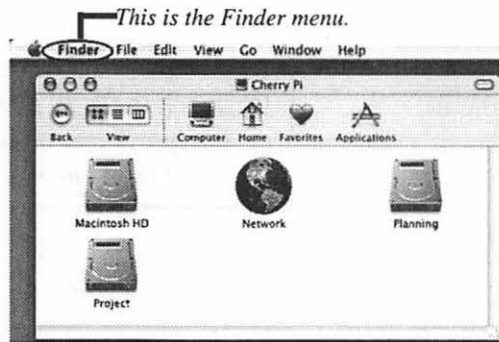 This is the Finder menu.
Finder File Edit View Go Window Help
Cherry Pi
Back View Computer Home Favorites Applications
Macintosh HD Network Planning
Project